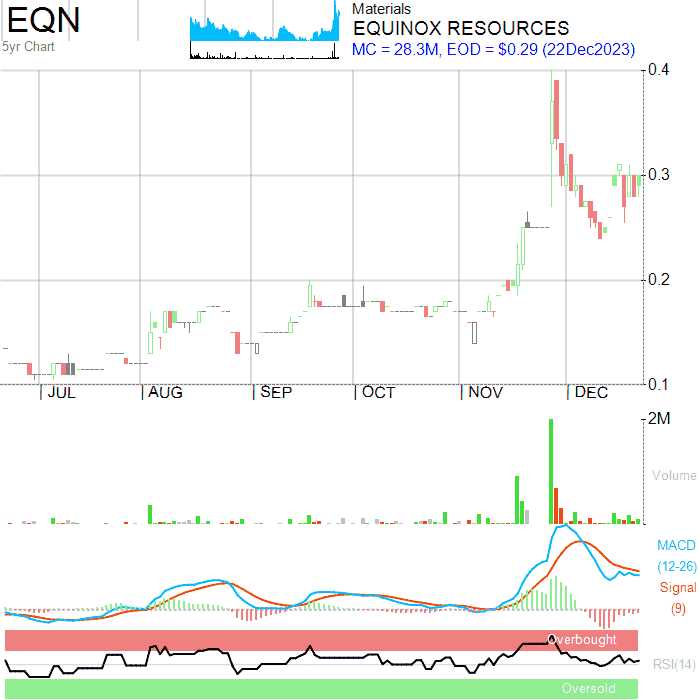 EQN
5yr Chart
Materials
EQUINOX RESOURCES
MC = 28.3M, EOD = $0.29 (22Dec2023)
0.4
0.3
0.2
0.1
JUL AUG SEP OCT NOV DEC
2M
Volume
MACD
(12-26)
Signal
(9)
Overbought
RSI(14)
Oversold